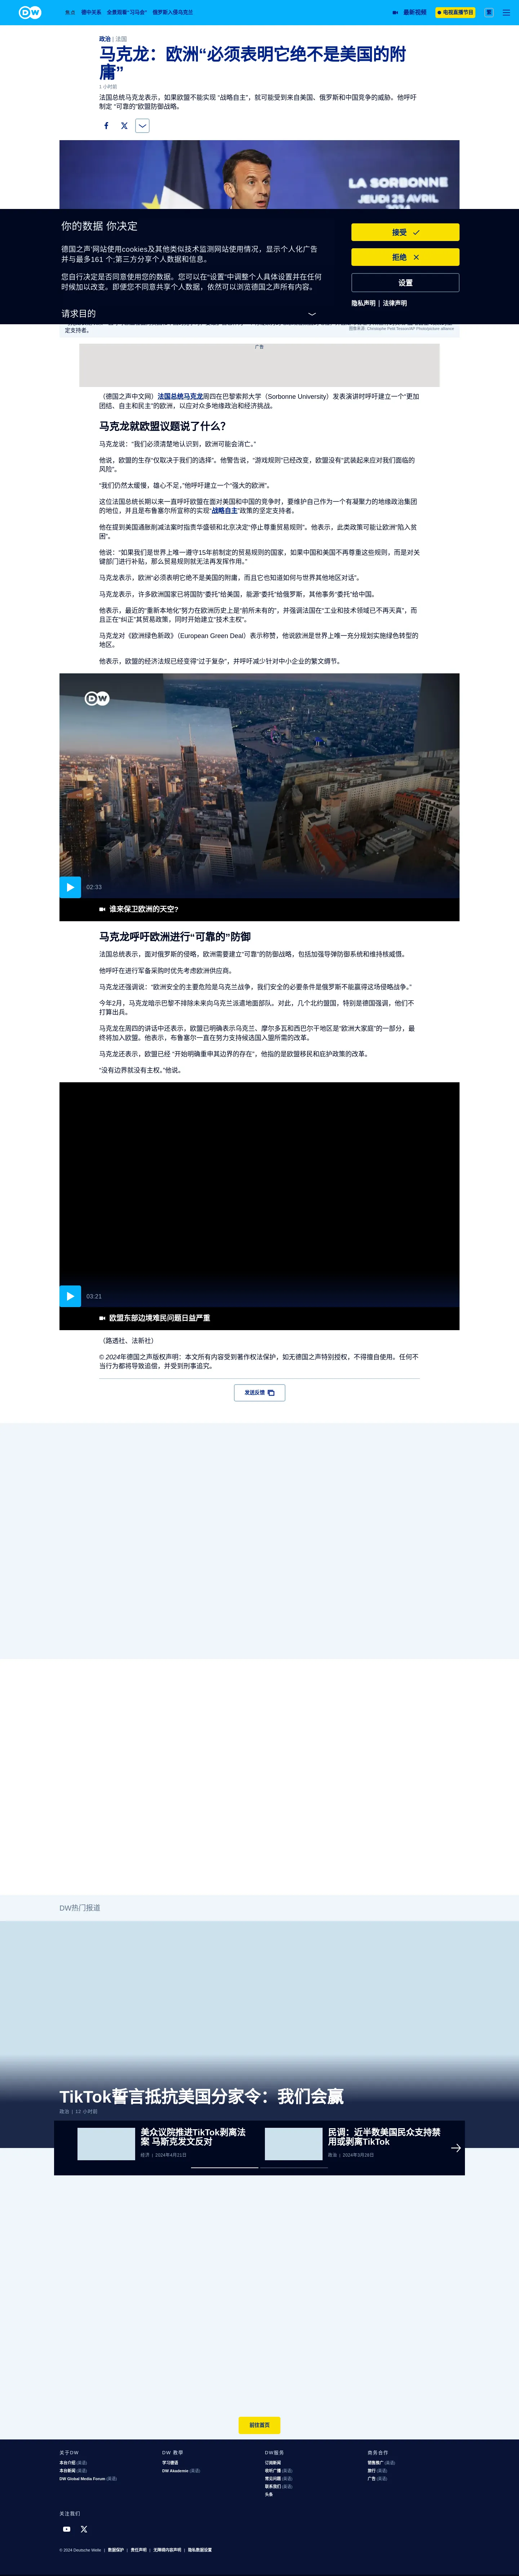 DW
焦点 德中关系 全景观看“习马会” 俄罗斯入侵乌克兰
最新视频
电视直播节目
繁
政治 | 法国
马克龙：欧洲“必须表明它绝不是美国的附
庸”
1 小时前
法国总统马克龙表示，如果欧盟不能实现 “战略自主”，就可能受到来自美国、俄罗斯和中国竞争的威胁。他呼吁
制定 “可靠的”欧盟防御战略。
LA SORBONNE
JEUDI 25 AVRIL
2024
你的数据 你决定
德国之声‘网站使用cookies及其他类似技术监测网站使用情况，显示个人化广告
并与最多161 个:第三方分享个人数据和信息。
您自行决定是否同意使用您的数据。您可以在“设置”中调整个人具体设置并在任何
时候加以改变。即便您不同意共享个人数据，依然可以浏览德国之声所有内容。
请求目的
接受
拒绝
设置
隐私声明 | 法律声明
定支持者。
图像来源: Christophe Petit Tesson/MP Photo/picture alliance
广告
（德国之声中文网）法国总统马克龙周四在巴黎索邦大学（Sorbonne University）发表演讲时呼吁建立一个“更加
团结、自主和民主”的欧洲，以应对众多地缘政治和经济挑战。
马克龙就欧盟议题说了什么？
马克龙说：“我们必须清楚地认识到，欧洲可能会消亡。”
他说，欧盟的生存“仅取决于我们的选择”。他警告说，“游戏规则”已经改变，欧盟没有“武装起来应对我们面临的
风险”。
“我们仍然太缓慢，雄心不足，”他呼吁建立一个“强大的欧洲”。
这位法国总统长期以来一直呼吁欧盟在面对美国和中国的竞争时，要维护自己作为一个有凝聚力的地缘政治集团
的地位，并且是布鲁塞尔所宣称的实现“战略自主”政策的坚定支持者。
他在提到美国通胀削减法案时指责华盛顿和北京决定“停止尊重贸易规则”。他表示，此类政策可能让欧洲“陷入贫
困”。
他说：“如果我们是世界上唯一遵守15年前制定的贸易规则的国家，如果中国和美国不再尊重这些规则，而是对关
键部门进行补贴，那么贸易规则就无法再发挥作用。”
马克龙表示，欧洲“必须表明它绝不是美国的附庸，而且它也知道如何与世界其他地区对话”。
马克龙表示，许多欧洲国家已将国防“委托”给美国，能源“委托”给俄罗斯，其他事务“委托”给中国。
他表示，最近的“重新本地化”努力在欧洲历史上是“前所未有的”，并强调法国在“工业和技术领域已不再天真”，而
且正在“纠正”其贸易政策，同时开始建立“技术主权”。
马克龙对《欧洲绿色新政》（European Green Deal）表示称赞，他说欧洲是世界上唯一充分规划实施绿色转型的
地区。
他表示，欧盟的经济法规已经变得“过于复杂”，并呼吁减少针对中小企业的繁文缛节。
DW
02:33
谁来保卫欧洲的天空?
马克龙呼吁欧洲进行“可靠的”防御
法国总统表示，面对俄罗斯的侵略，欧洲需要建立“可靠”的防御战略，包括加强导弹防御系统和维持核威慑。
他呼吁在进行军备采购时优先考虑欧洲供应商。
马克龙还强调说：“欧洲安全的主要危险是乌克兰战争，我们安全的必要条件是俄罗斯不能赢得这场侵略战争。”
今年2月，马克龙暗示巴黎不排除未来向乌克兰派遣地面部队。对此，几个北约盟国，特别是德国强调，他们不
打算出兵。
马克龙在周四的讲话中还表示，欧盟已明确表示乌克兰、摩尔多瓦和西巴尔干地区是“欧洲大家庭”的一部分，最
终将加入欧盟。他表示，布鲁塞尔一直在努力支持候选国入盟所需的改革。
马克龙还表示，欧盟已经 “开始明确重申其边界的存在”，他指的是欧盟移民和庇护政策的改革。
“没有边界就没有主权。”他说。
03:21
欧盟东部边境难民问题日益严重
（路透社、法新社）
© 2024年德国之声版权声明：本文所有内容受到著作权法保护，如无德国之声特别授权，不得擅自使用。任何不
当行为都将导致追偿，并受到刑事追究。
发送反馈
DW热门报道
TikTok誓言抵抗美国分家令：我们会赢
政治 | 12 小时前
美众议院推进TikTok剥离法
案 马斯克发文反对
经济 | 2024年4月21日
民调：近半数美国民众支持禁
用或剥离TikTok
政治 | 2024年3月28日
前往首页
关于DW
本台介绍 (英语)
本台新闻 (英语)
DW Global Media Forum (英语)
DW 教学
学习德语
DW Akademie (英语)
DW服务
订阅新闻
收听广播 (英语)
常见问题 (英语)
联系我们 (英语)
头条
商务合作
销售推广 (英语)
旅行 (英语)
广告 (英语)
关注我们
© 2024 Deutsche Welle | 数据保护 | 责任声明 | 无障碍内容声明 | 隐私数据设置